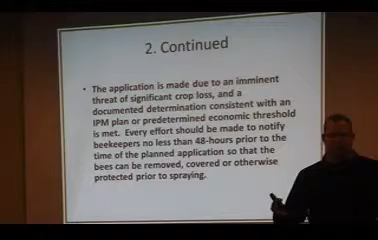 2. Continued
• The application is made due to an imminent
threat of significant crop loss, and a
documented determination consistent with an
IPM plan or predetermined economic threshold
is met. Every effort should be made to notify
beekeepers no less than 48-hours prior to the
time of the planned application so that the
bees can be removed, covered or otherwise
protected prior to spraying.